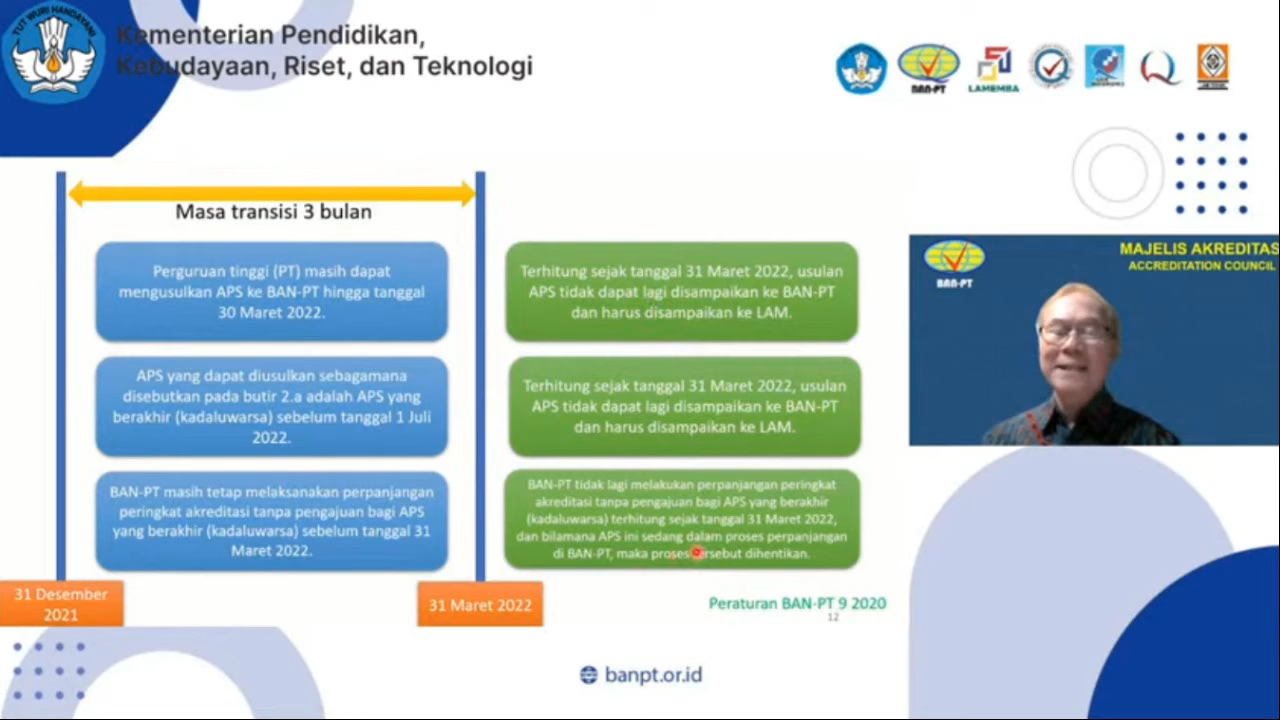 TUT WURI HANDAYANI
Kementerian Pendidikan,
Kebudayaan, Riset, dan Teknologi
BAN-PT
LAMEMBA
Masa transisi 3 bulan
Perguruan tinggi (PT) masih dapat
mengusulkan APS ke BAN-PT hingga tanggal
30 Maret 2022.
APS yang dapat diusulkan sebagamana
disebutkan pada butir 2.a adalah APS yang
berakhir (kadaluwarsa) sebelum tanggal 1 Juli
2022.
BAN-PT masih tetap melaksanakan perpanjangan
peringkat akreditasi tanpa pengajuan bagi APS
yang berakhir (kadaluwarsa) sebelum tanggal 31
Maret 2022.
Terhitung sejak tanggal 31 Maret 2022, usulan
APS tidak dapat lagi disampaikan ke BAN-PT
dan harus disampaikan ke LAM.
Terhitung sejak tanggal 31 Maret 2022, usulan
APS tidak dapat lagi disampaikan ke BAN-PT
dan harus disampaikan ke LAM.
BAN-PT tidak lagi melakukan perpanjangan peringkat
akreditasi tanpa pengajuan bagi APS yang berakhir
(kadaluwarsa) terhitung sejak tanggal 31 Maret 2022,
dan bilamana APS ini sedang dalam proses perpanjangan
di BAN-PT, maka proses tersebut dihentikan.
31 Desember
2021
31 Maret 2022
Peraturan BAN-PT 9 2020
12
BAN-PT
MAJELIS AKREDITAS
ACCREDITATION COUNCIL
banpt.or.id